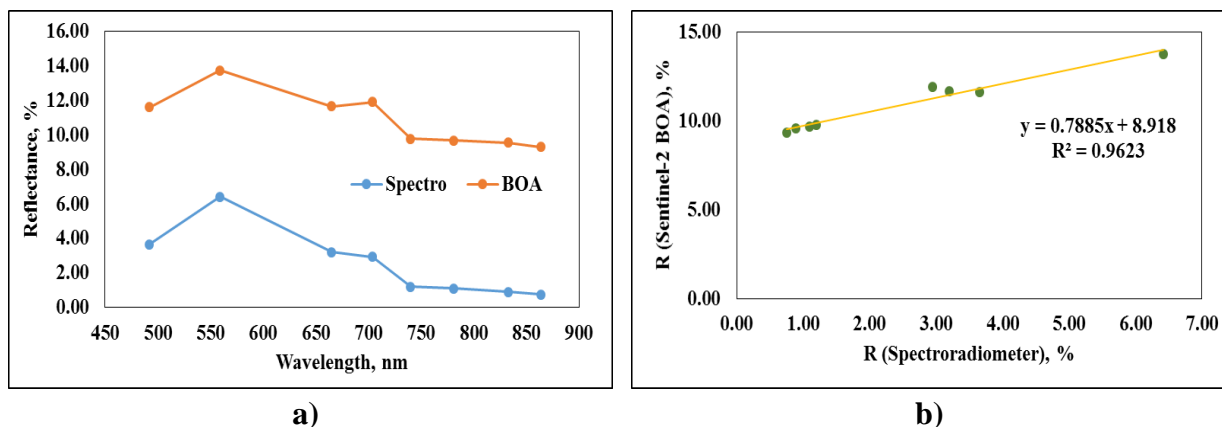 16.00
14.00
12.00
10.00
8.00
6.00
4.00
2.00
0.00
Reflectance, %
Spectro BOA
450 500 550 600 650 700 750 800 850 900
Wavelength, nm
a)
15.00
10.00
5.00
0.00
R (Sentinel-2 BOA), %
y = 0.7885x + 8.918
R² = 0.9623
0.00 1.00 2.00 3.00 4.00 5.00 6.00 7.00
R (Spectroradiometer), %
b)